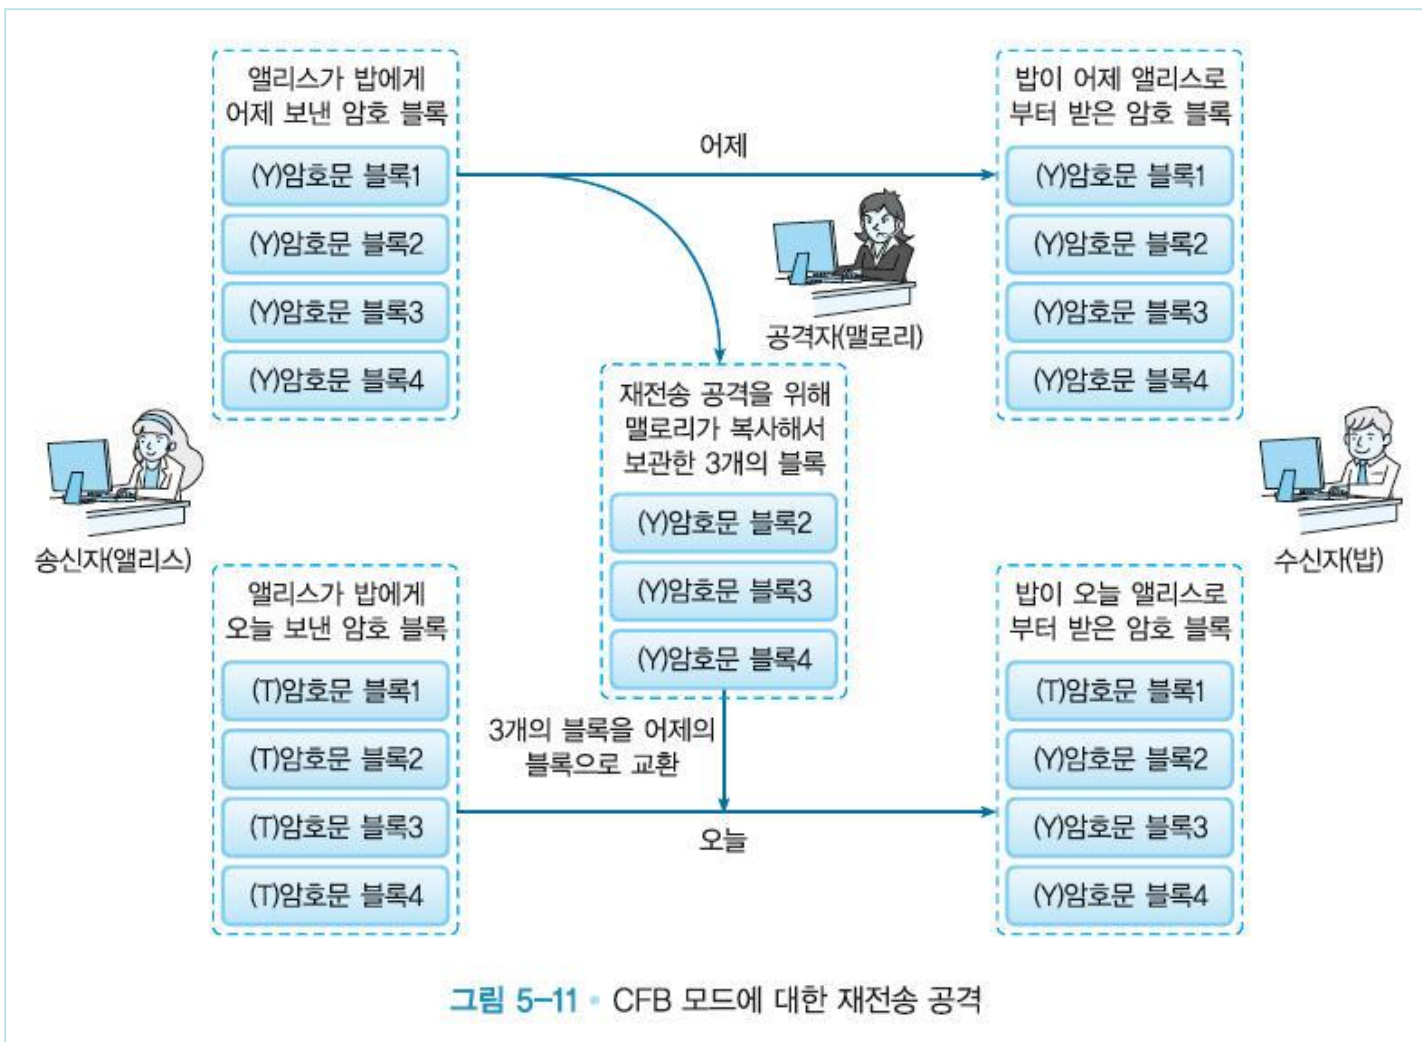 앨리스가 밥에게
어제 보낸 암호 블록
(Y)암호문 블록1
(Y)암호문 블록2
(Y)암호문 블록3
(Y)암호문 블록4
어제
밥이 어제 앨리스로
부터 받은 암호 블록
(Y)암호문 블록1
(Y)암호문 블록2
(Y)암호문 블록3
(Y)암호문 블록4
공격자(맬로리)
재전송 공격을 위해
맬로리가 복사해서
보관한 3개의 블록
(Y)암호문 블록2
(Y)암호문 블록3
(Y)암호문 블록4
송신자(앨리스)
수신자(밥)
앨리스가 밥에게
오늘 보낸 암호 블록
(T)암호문 블록1
(T)암호문 블록2
(T)암호문 블록3
(T)암호문 블록4
3개의 블록을 어제의
블록으로 교환
오늘
밥이 오늘 앨리스로
부터 받은 암호 블록
(T)암호문 블록1
(Y)암호문 블록2
(Y)암호문 블록3
(Y)암호문 블록4
그림 5-11 • CFB 모드에 대한 재전송 공격